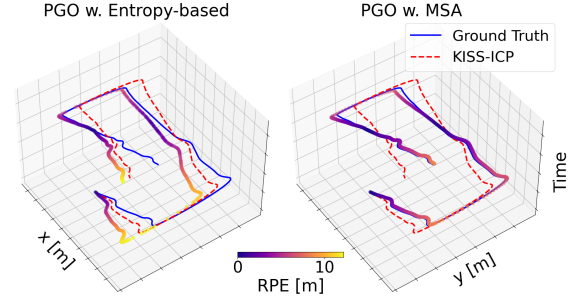 PGO w. Entropy-based
PGO w. MSA
Ground Truth
KISS-ICP
x [m]
y [m]
Time
0
10
RPE [m]